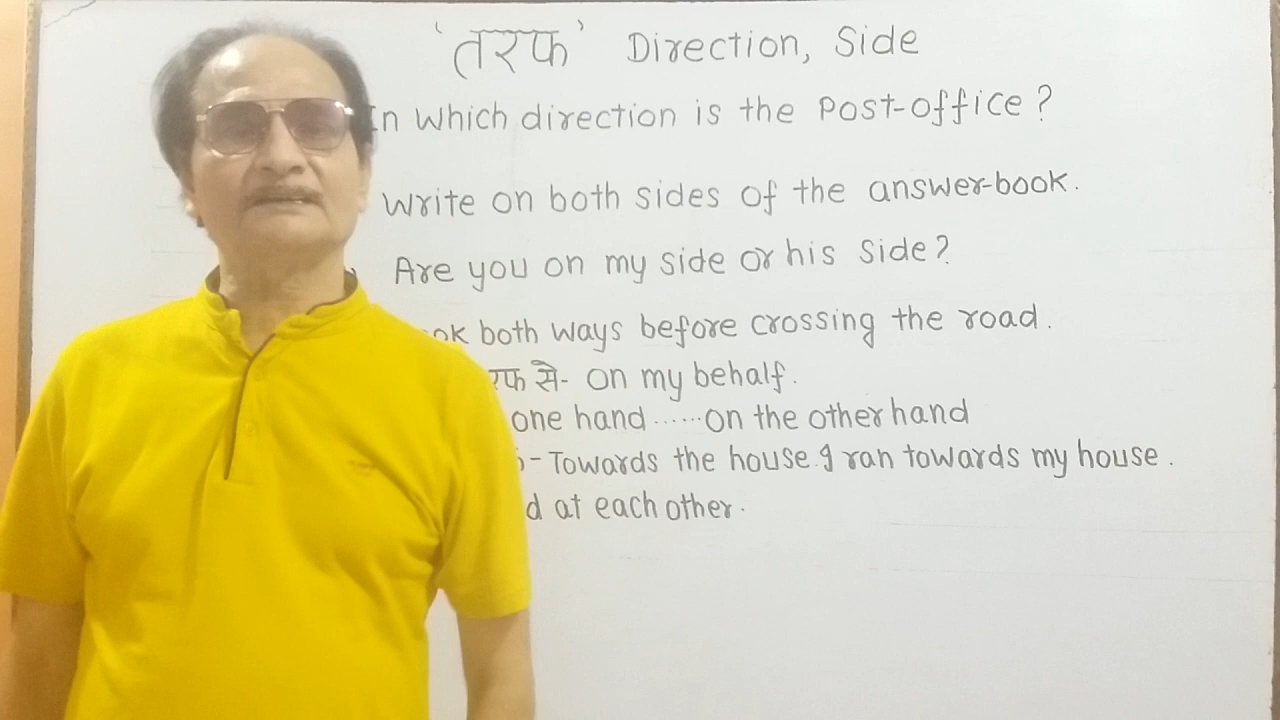 'तरफ' Direction, Side
In which direction is the Post-office?
Write on both sides of the answer-book.
Are you on my side or his side?
both ways before crossing the road.
से- on my behalf.
one hand ......on the other hand
- Towards the house. I ran towards my house.
at each other.